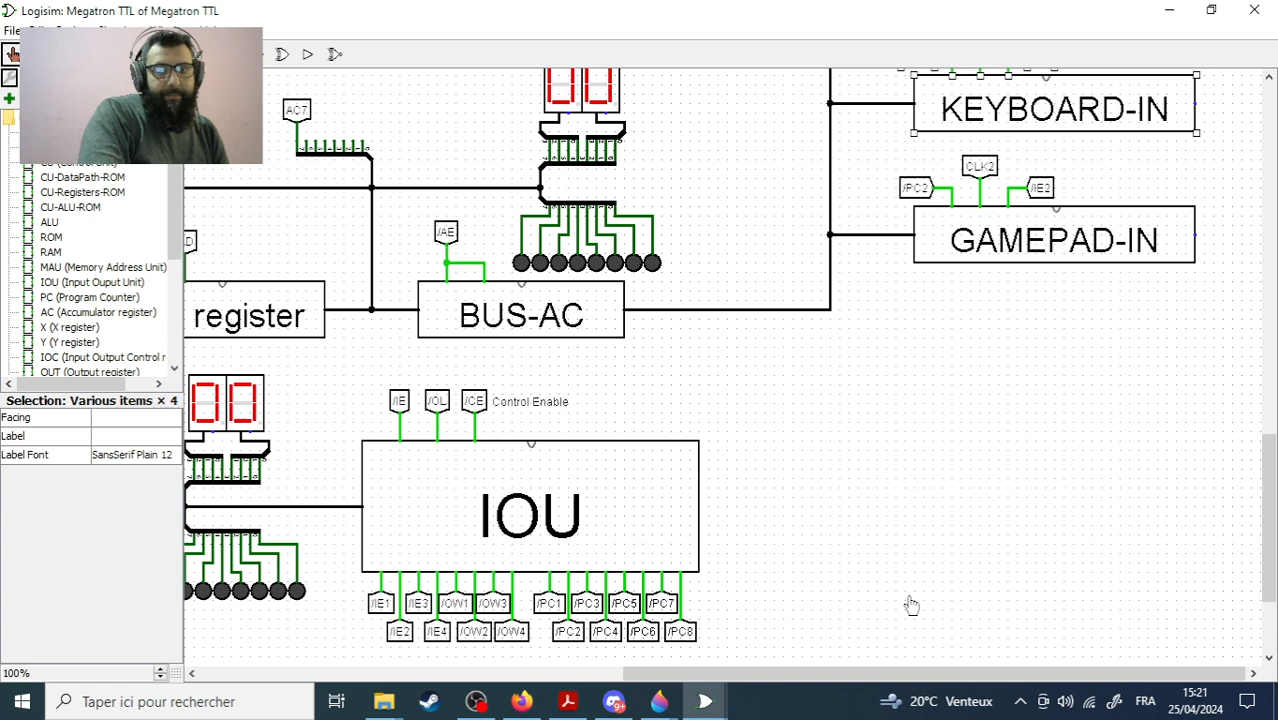 Logisim: Megatron TTL of Megatron TTL
AC7
KEYBOARD-IN
CLK2
/PC2
/IE2
GAMEPAD-IN
/AE
register
BUS-AC
CU-DataPath-ROM
CU-Registers-ROM
CU-ALU-ROM
ALU
ROM
RAM
MAU (Memory Address Unit)
IOU (Input Ouput Unit)
PC (Program Counter)
AC (Accumulator register)
X (X register)
Y (Y register)
IOC (Input Output Control r
OUT (Output register)
Selection: Various items × 4
Facing
Label
Label Font SansSerif Plain 12
00
/IE /OL /CE Control Enable
IOU
/IE1 /IE3 /OW1 /OW3 /PC1 /PC3 /PC5 /PC7
/IE2 /IE4 /OW2 /OW4 /PC2 /PC4 /PC6 /PC8
100%
Taper ici pour rechercher
20°C Venteux
FRA
15:21
25/04/2024